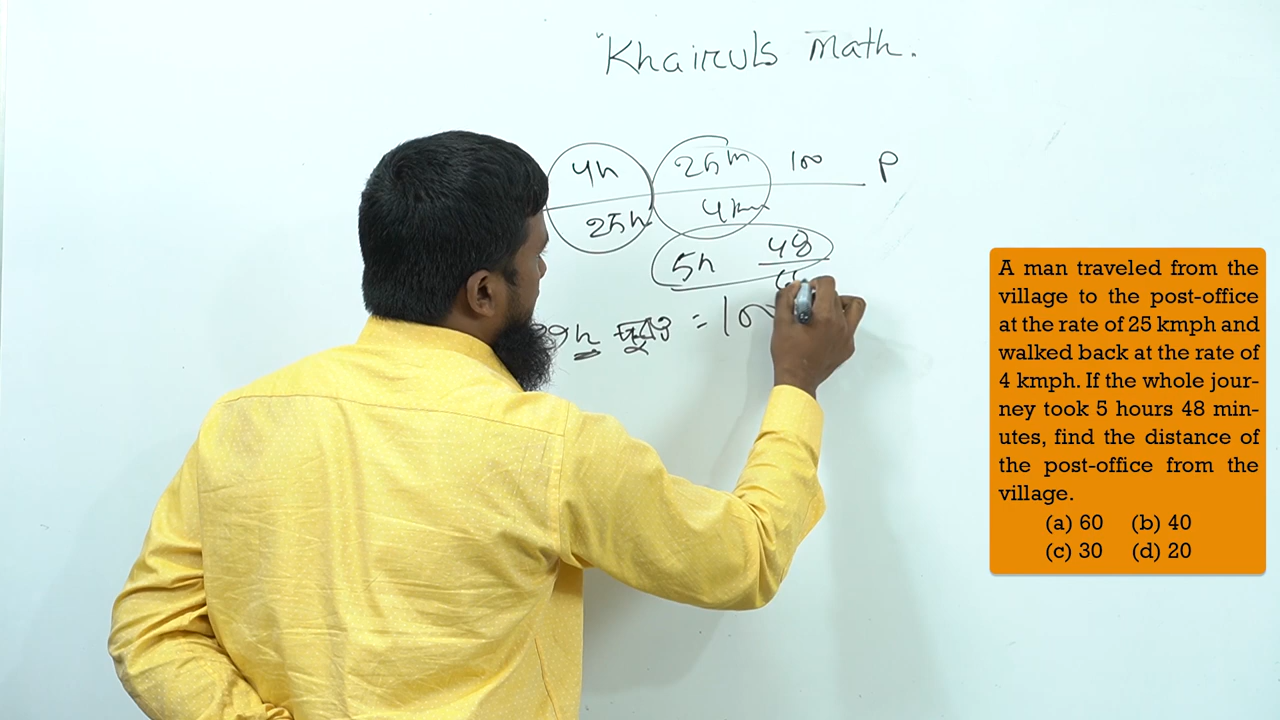 Khairuls Math.
4h 25h 100 P
25h 4km
5h 48
= 100
A man traveled from the
village to the post-office
at the rate of 25 kmph and
walked back at the rate of
4 kmph. If the whole jour-
ney took 5 hours 48 min-
utes, find the distance of
the post-office from the
village.
(a) 60 (b) 40
(c) 30 (d) 20